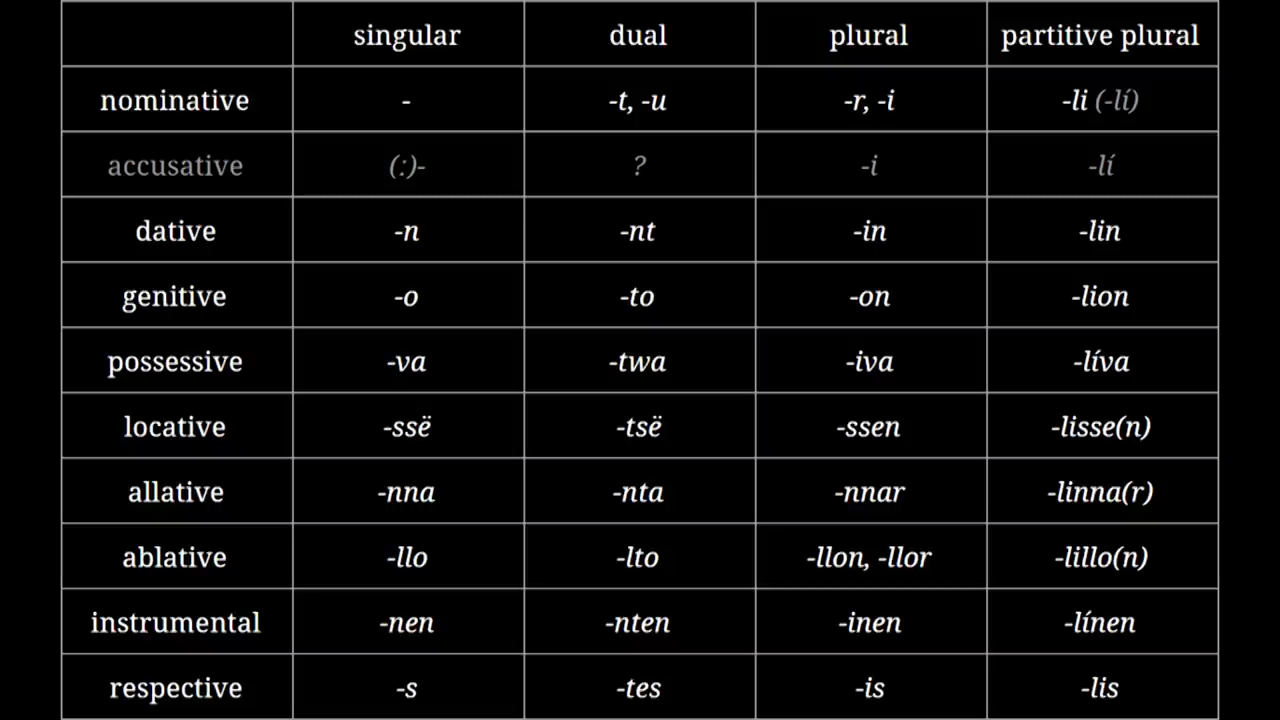 singular dual plural partitive plural
nominative - -t, -u -r, -i -li (-lí)
accusative (ː)- ? -i -lí
dative -n -nt -in -lin
genitive -o -to -on -lion
possessive -va -twa -iva -líva
locative -ssë -tsë -ssen -lisse(n)
allative -nna -nta -nnar -linna(r)
ablative -llo -lto -llon, -llor -lillo(n)
instrumental -nen -nten -inen -línen
respective -s -tes -is -lis